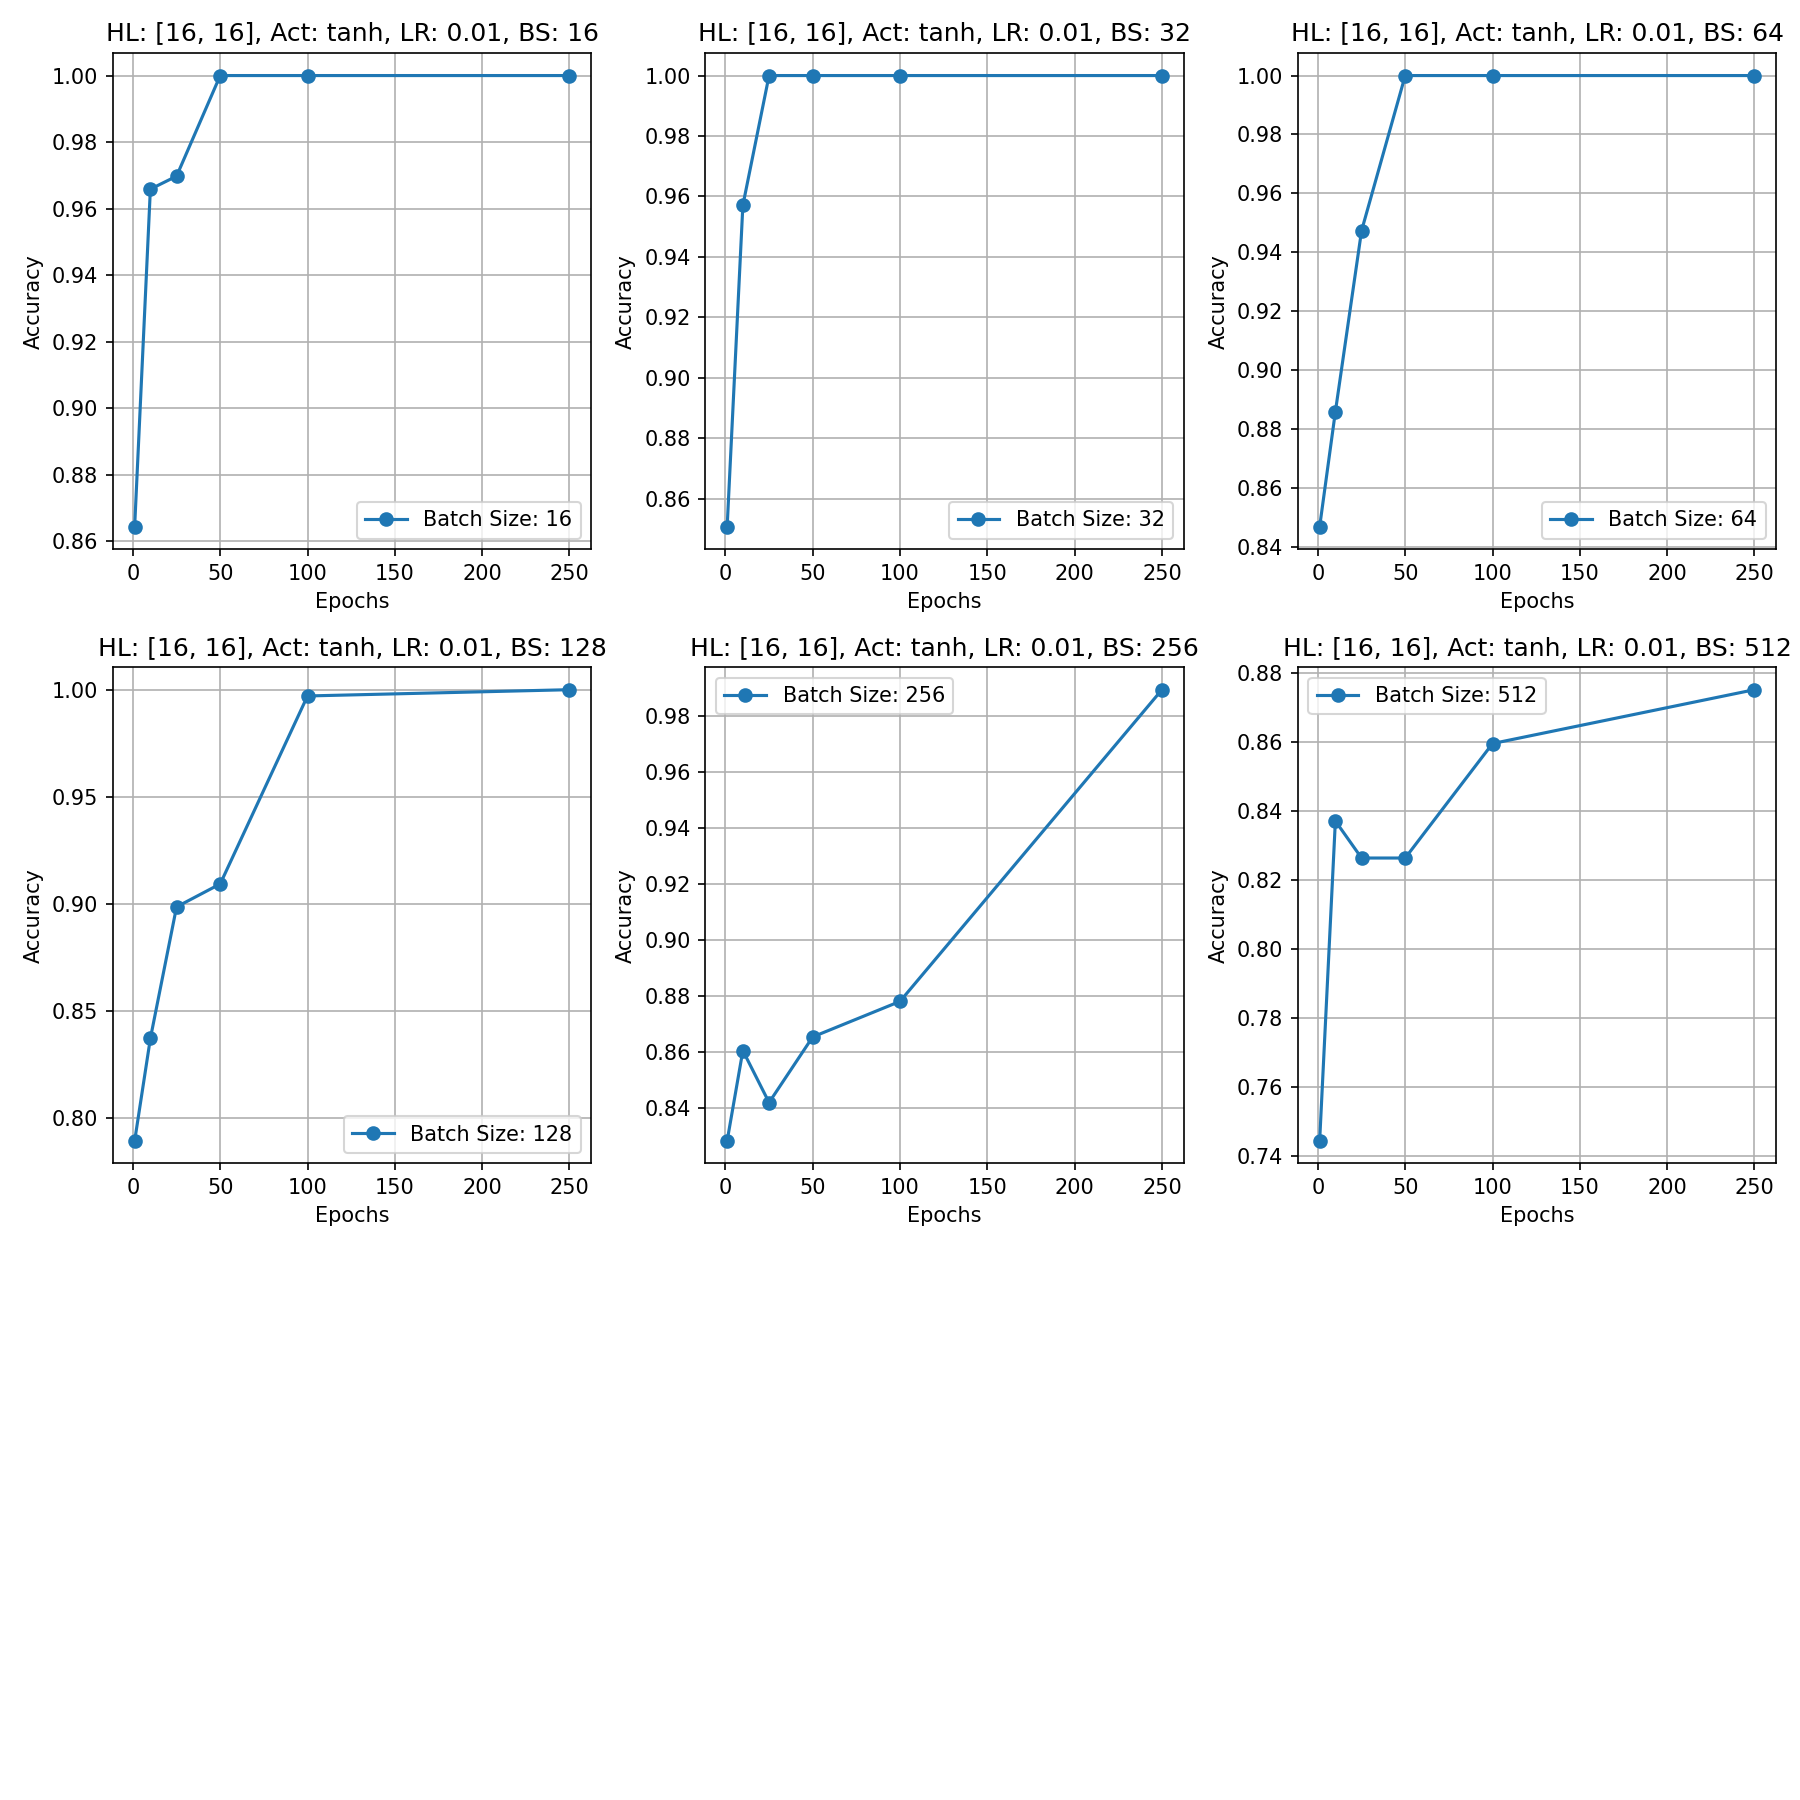 HL: [16, 16], Act: tanh, LR: 0.01, BS: 16
1.00
0.98
0.96
0.94
0.92
0.90
0.88
0.86
Accuracy
Batch Size: 16
0 50 100 150 200 250
Epochs
HL: [16, 16], Act: tanh, LR: 0.01, BS: 32
1.00
0.98
0.96
0.94
0.92
0.90
0.88
0.86
Accuracy
Batch Size: 32
0 50 100 150 200 250
Epochs
HL: [16, 16], Act: tanh, LR: 0.01, BS: 64
1.00
0.98
0.96
0.94
0.92
0.90
0.88
0.86
0.84
Accuracy
Batch Size: 64
0 50 100 150 200 250
Epochs
HL: [16, 16], Act: tanh, LR: 0.01, BS: 128
1.00
0.95
0.90
0.85
0.80
Accuracy
Batch Size: 128
0 50 100 150 200 250
Epochs
HL: [16, 16], Act: tanh, LR: 0.01, BS: 256
Batch Size: 256
0.98
0.96
0.94
0.92
0.90
0.88
0.86
0.84
Accuracy
0 50 100 150 200 250
Epochs
HL: [16, 16], Act: tanh, LR: 0.01, BS: 512
Batch Size: 512
0.88
0.86
0.84
0.82
0.80
0.78
0.76
0.74
Accuracy
0 50 100 150 200 250
Epochs